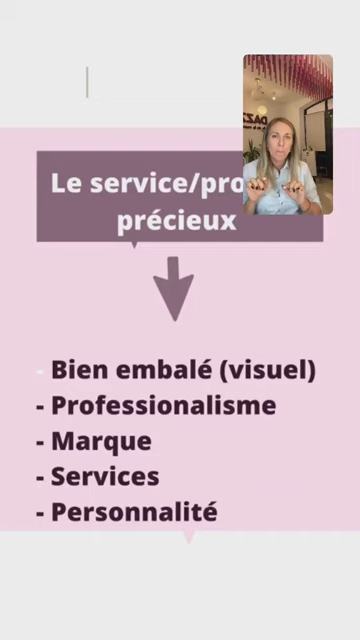 Le service/pro
précieux
- Bien embalé (visuel)
- Professionalisme
- Marque
- Services
- Personnalité